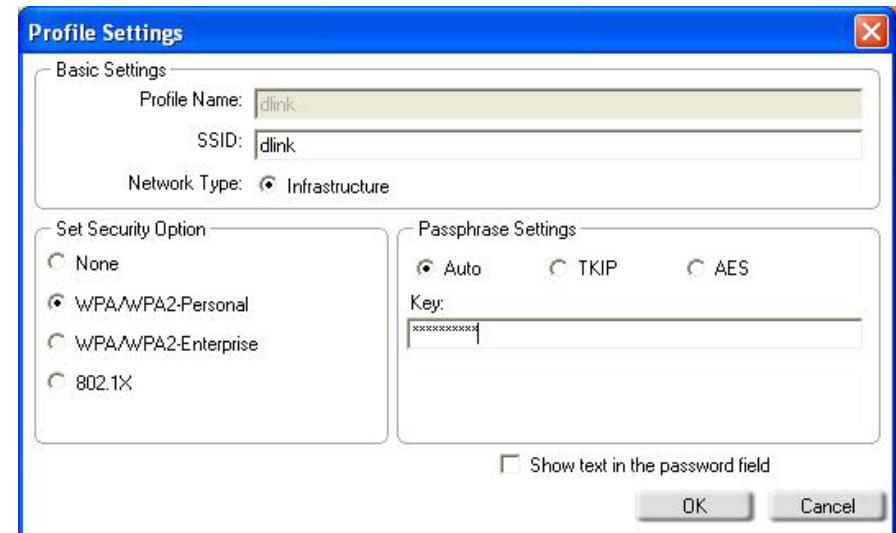 Profile Settings
Basic Settings
Profile Name: dlink
SSID: dlink
Network Type: Infrastructure
Set Security Option
None
WPA/WPA2-Personal
WPA/WPA2-Enterprise
802.1X
Passphrase Settings
Auto TKIP AES
Key:
xxxxxxxxxx
Show text in the password field
OK Cancel